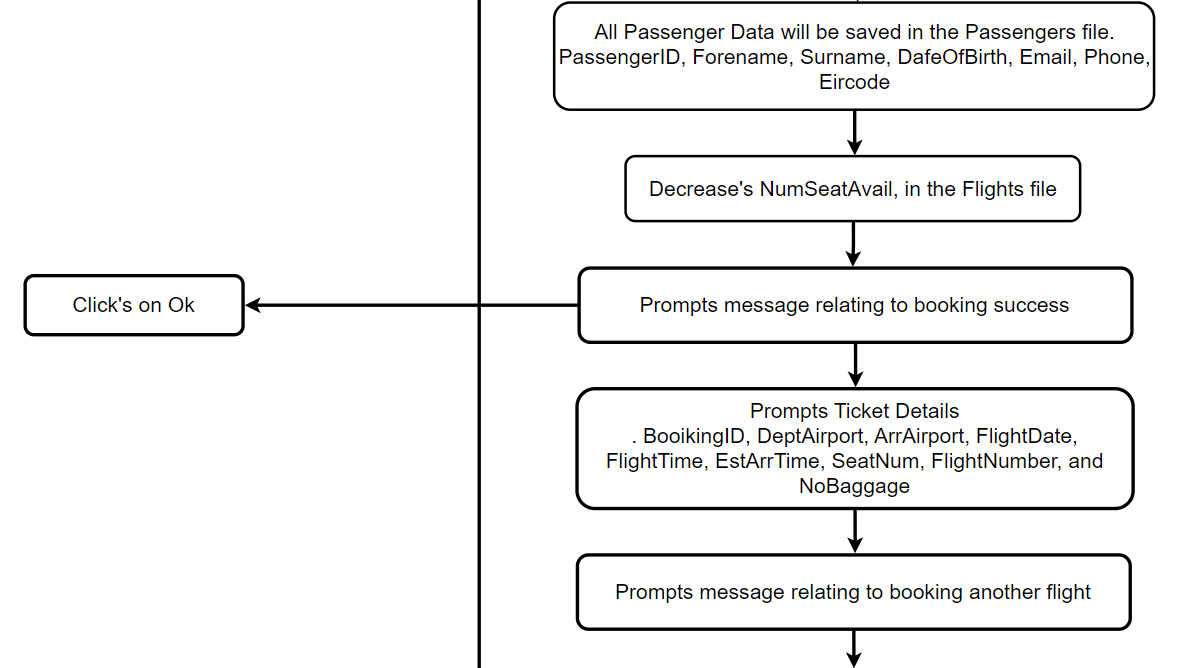 All Passenger Data will be saved in the Passengers file.
PassengerID, Forename, Surname, DafeOfBirth, Email, Phone,
Eircode
Decrease's NumSeatAvail, in the Flights file
Click's on Ok
Prompts message relating to booking success
Prompts Ticket Details
. BooikingID, DeptAirport, ArrAirport, FlightDate,
FlightTime, EstArrTime, SeatNum, FlightNumber, and
NoBaggage
Prompts message relating to booking another flight